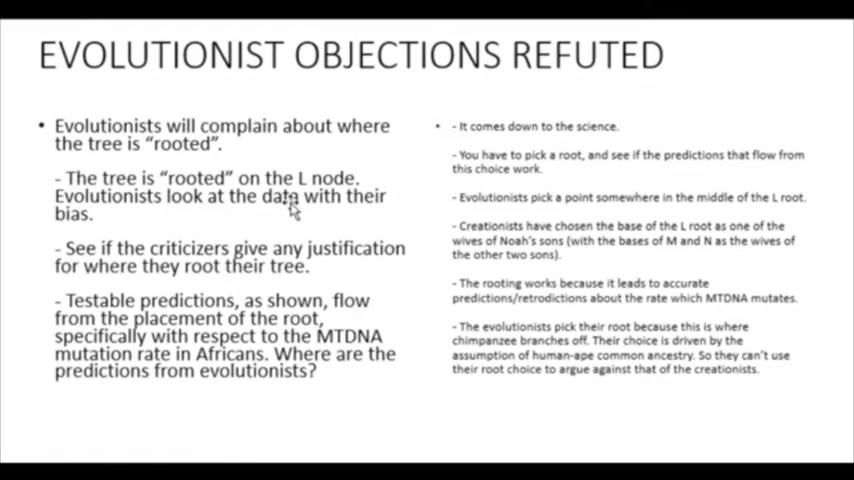 EVOLUTIONIST OBJECTIONS REFUTED
• Evolutionists will complain about where
the tree is “rooted”.
- The tree is “rooted” on the L node.
Evolutionists look at the data with their
bias.
- See if the criticizers give any justification
for where they root their tree.
- Testable predictions, as shown, flow
from the placement of the root,
specifically with respect to the MTDNA
mutation rate in Africans. Where are the
predictions from evolutionists?
• - It comes down to the science.
- You have to pick a root, and see if the predictions that flow from
this choice work.
- Evolutionists pick a point somewhere in the middle of the L root.
- Creationists have chosen the base of the L root as one of the
wives of Noah’s sons (with the bases of M and N as the wives of
the other two sons).
- The rooting works because it leads to accurate
predictions/retrodictions about the rate which MTDNA mutates.
- The evolutionists pick their root because this is where
chimpanzee branches off. Their choice is driven by the
assumption of human-ape common ancestry. So they can’t use
their root choice to argue against that of the creationists.